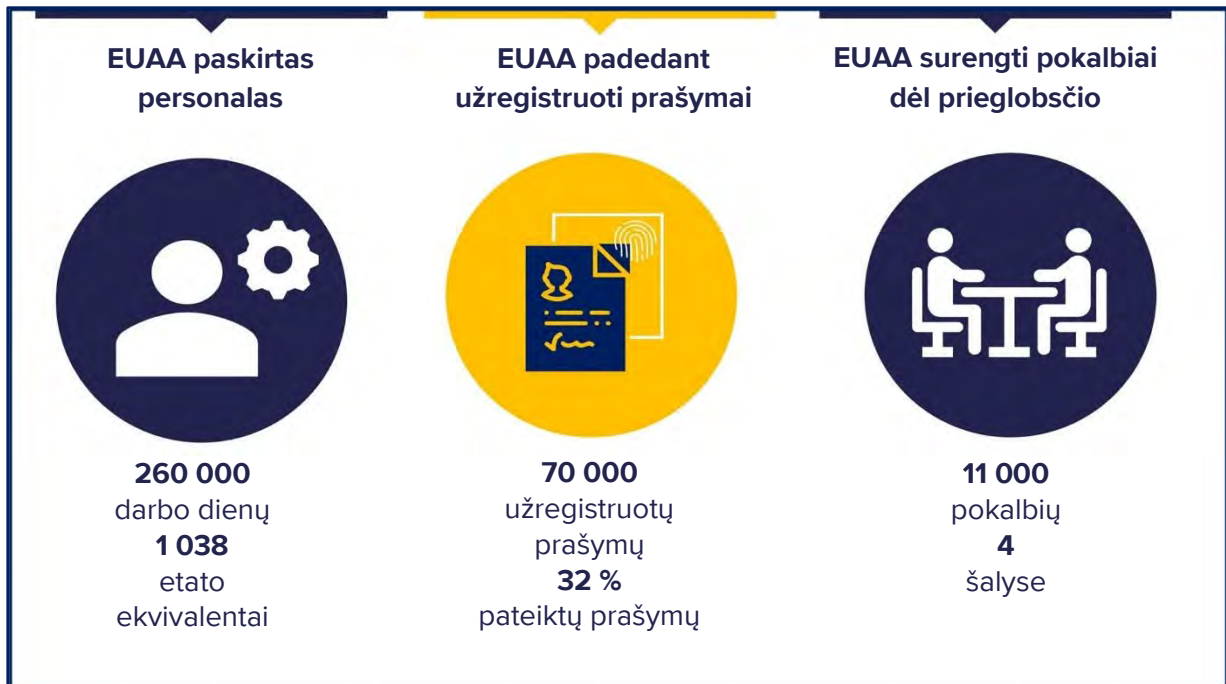 EUAA paskirtas
personalas
260 000
darbo dienų
1 038
etato
ekvivalentai
EUAA padedant
užregistruoti prašymai
70 000
užregistruotų
prašymų
32 %
pateiktų prašymų
EUAA surengti pokalbiai
dėl prieglobsčio
11 000
pokalbių
4
šalyse